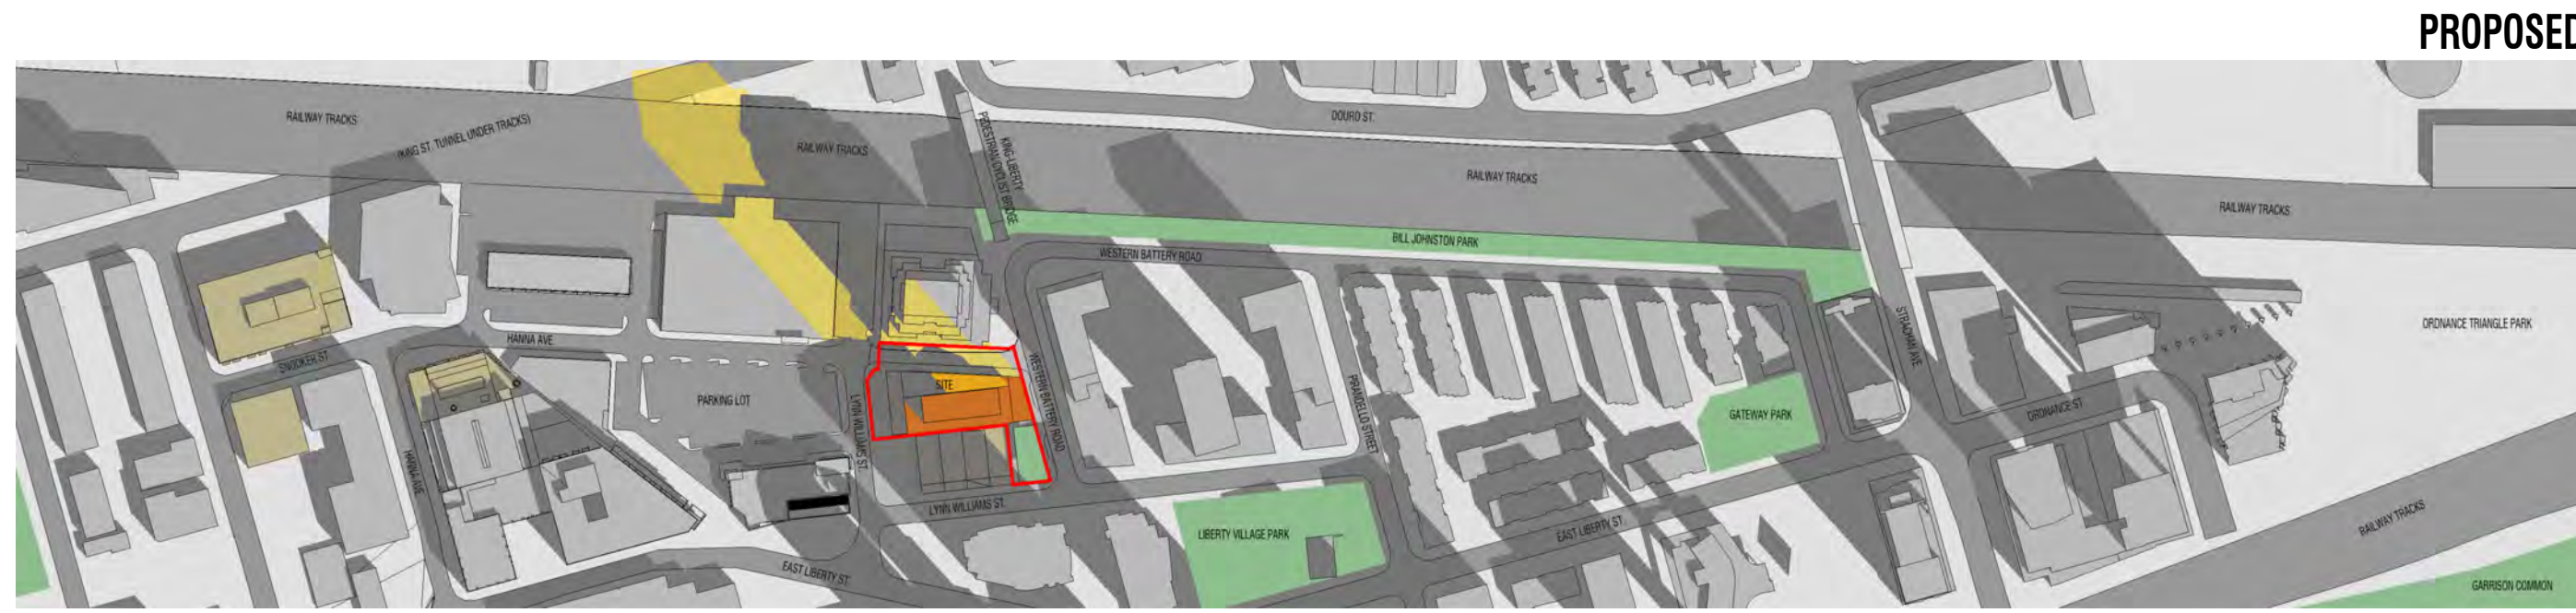 PROPOSED
RAILWAY TRACKS
(KING ST. TUNNEL UNDER TRACKS)
RAILWAY TRACKS
KING-LIBERTY
PEDESTRIAN/CYCLIST BRIDGE
DOURO ST.
RAILWAY TRACKS
RAILWAY TRACKS
BILL JOHNSTON PARK
WESTERN BATTERY ROAD
HANNA AVE.
SNOOKER ST.
STRACHAN AVE.
ORDNANCE TRIANGLE PARK
SITE
WESTERN BATTERY ROAD
PARKING LOT
LYNN WILLIAMS ST.
PIRANDELLO STREET
GATEWAY PARK
ORDNANCE ST.
HANNA AVE.
LYNN WILLIAMS ST.
LIBERTY VILLAGE PARK
EAST LIBERTY ST.
RAILWAY TRACKS
EAST LIBERTY ST.
GARRISON COMMON